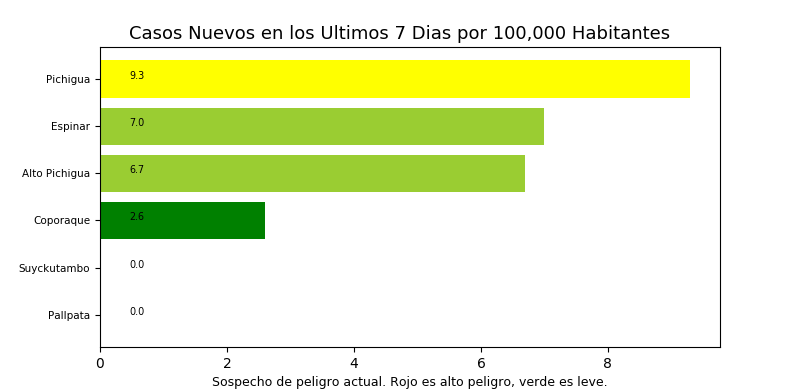 Casos Nuevos en los Ultimos 7 Dias por 100,000 Habitantes
Pichigua 9.3
Espinar 7.0
Alto Pichigua 6.7
Coporaque 2.6
Suyckutambo 0.0
Pallpata 0.0
0 2 4 6 8
Sospecho de peligro actual. Rojo es alto peligro, verde es leve.